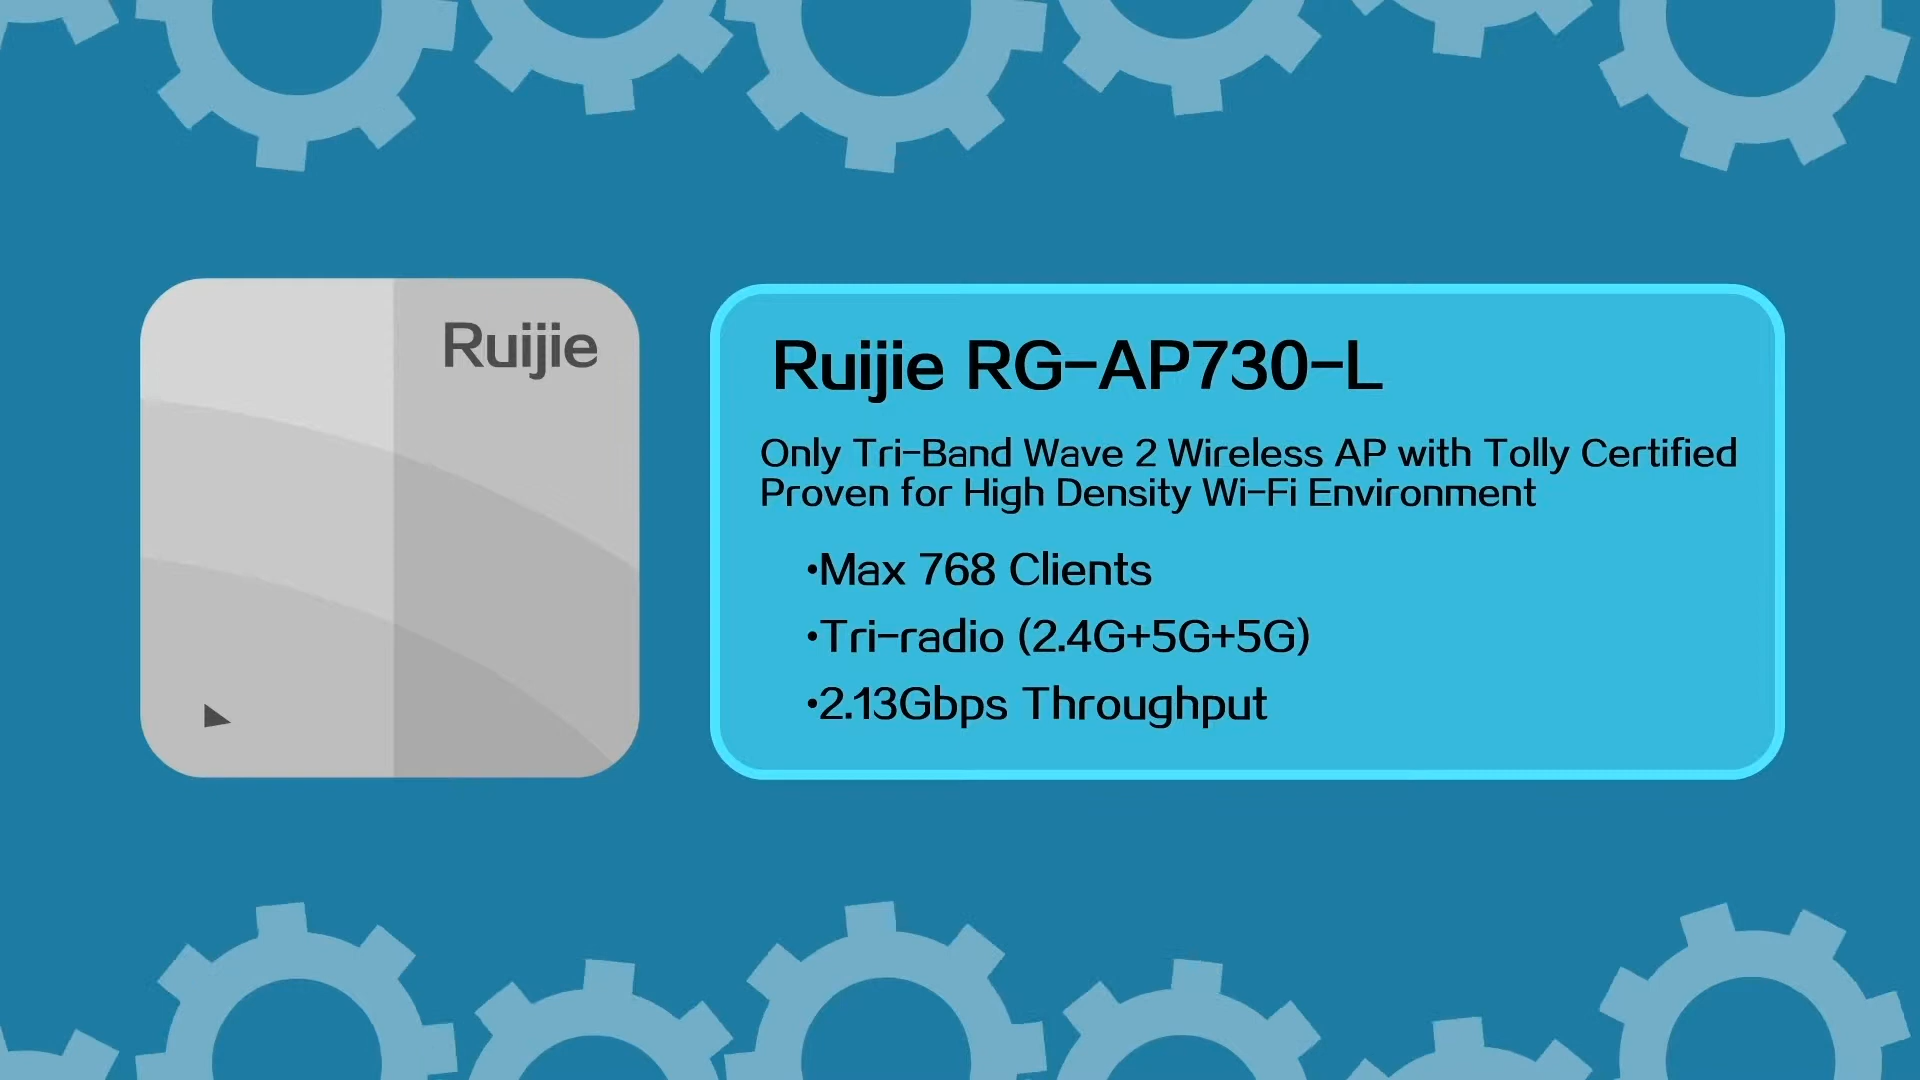 Ruijie
Ruijie RG-AP730-L
Only Tri-Band Wave 2 Wireless AP with Tolly Certified
Proven for High Density Wi-Fi Environment
•Max 768 Clients
•Tri-radio (2.4G+5G+5G)
•2.13Gbps Throughput